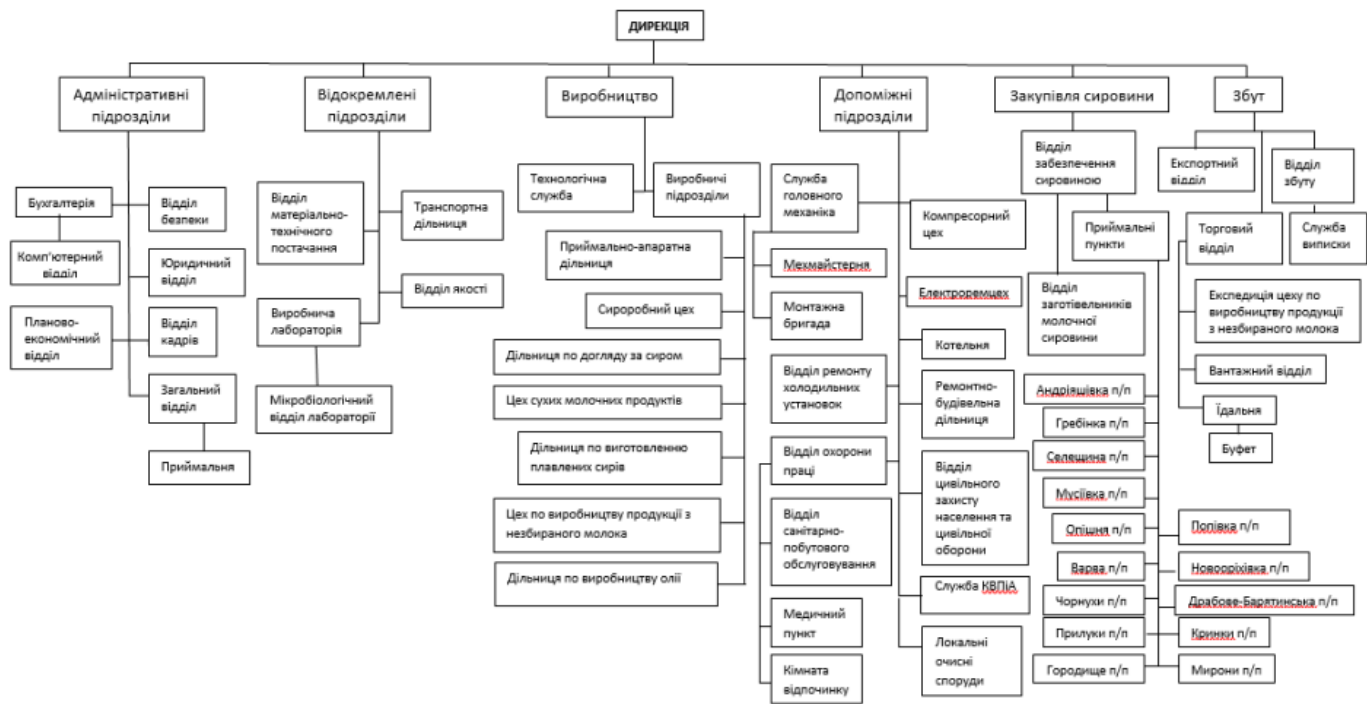 ДИРЕКЦІЯ
Адміністративні
підрозділи
Відокремлені
підрозділи
Виробництво
Допоміжні
підрозділи
Закупівля сировини
Збут
Бухгалтерія
Відділ
безпеки
Комп'ютерний
відділ
Юридичний
відділ
Планово-
економічний
відділ
Відділ
кадрів
Загальний
відділ
Приймальня
Відділ
матеріально-
технічного
постачання
Транспортна
дільниця
Відділ якості
Виробнича
лабораторія
Мікробіологічний
відділ лабораторії
Технологічна
служба
Виробничі
підрозділи
Приймально-апаратна
дільниця
Сироробний цех
Дільниця по догляду за сиром
Цех сухих молочних продуктів
Дільниця по виготовленню
плавлених сирів
Цех по виробництву продукції з
незбираного молока
Дільниця по виробництву олії
Служба
головного
механіка
Компресорний
цех
Мехмайстерня
Електроремцех
Монтажна
бригада
Котельня
Відділ ремонту
холодильних
установок
Ремонтно-
будівельна
дільниця
Відділ охорони
праці
Відділ
цивільного
захисту
населення та
цивільної
оборони
Відділ
санітарно-
побутового
обслуговування
Служба КВПіА
Медичний
пункт
Локальні
очисні
споруди
Кімната
відпочинку
Відділ
забезпечення
сировиною
Приймальні
пункти
Відділ
заготівельників
молочної
сировини
Андріяшівка п/п
Гребінка п/п
Селещина п/п
Мусіївка п/п
Опішня п/п
Варва п/п
Чорнухи п/п
Прилуки п/п
Городище п/п
Попівка п/п
Новооріхівка п/п
Драбове-Барятинська п/п
Кринки п/п
Мирони п/п
Експортний
відділ
Відділ
збуту
Торговий
відділ
Служба
виписки
Експедиція цеху по
виробництву продукції
з незбираного молока
Вантажний відділ
Їдальня
Буфет